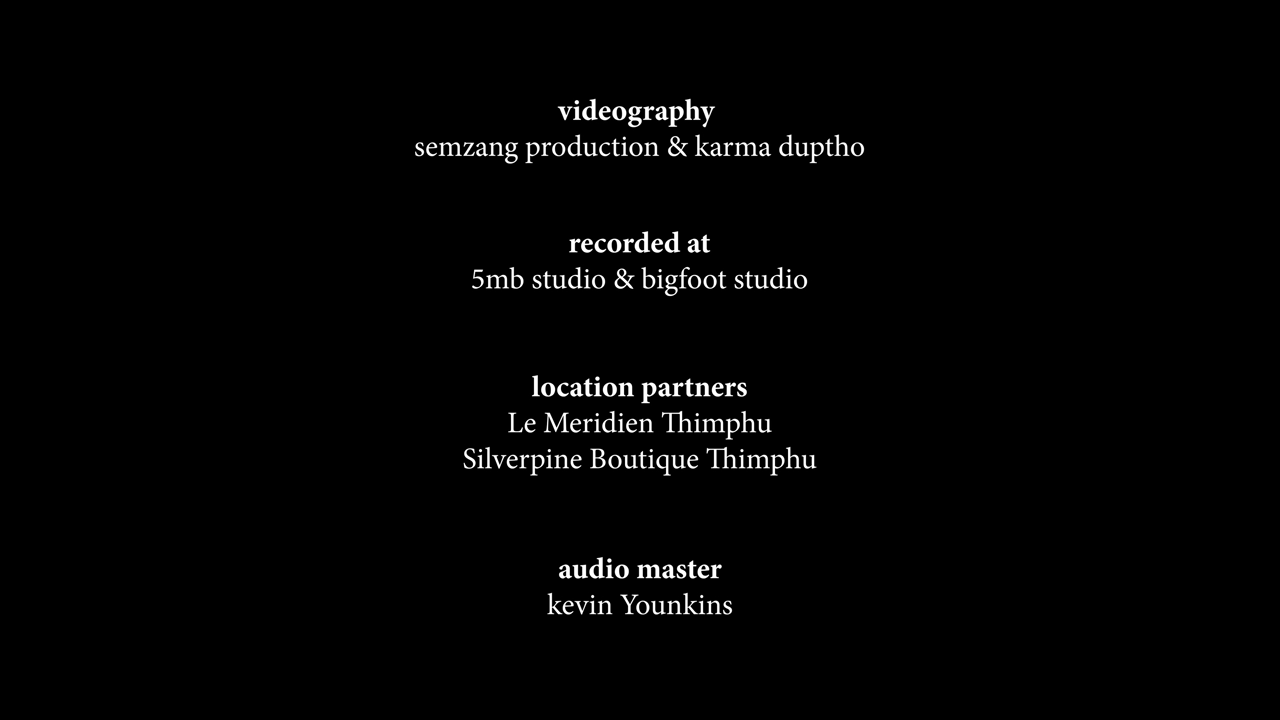 videography
semzang production & karma duptho
recorded at
5mb studio & bigfoot studio
location partners
Le Meridien Thimphu
Silverpine Boutique Thimphu
audio master
kevin Younkins